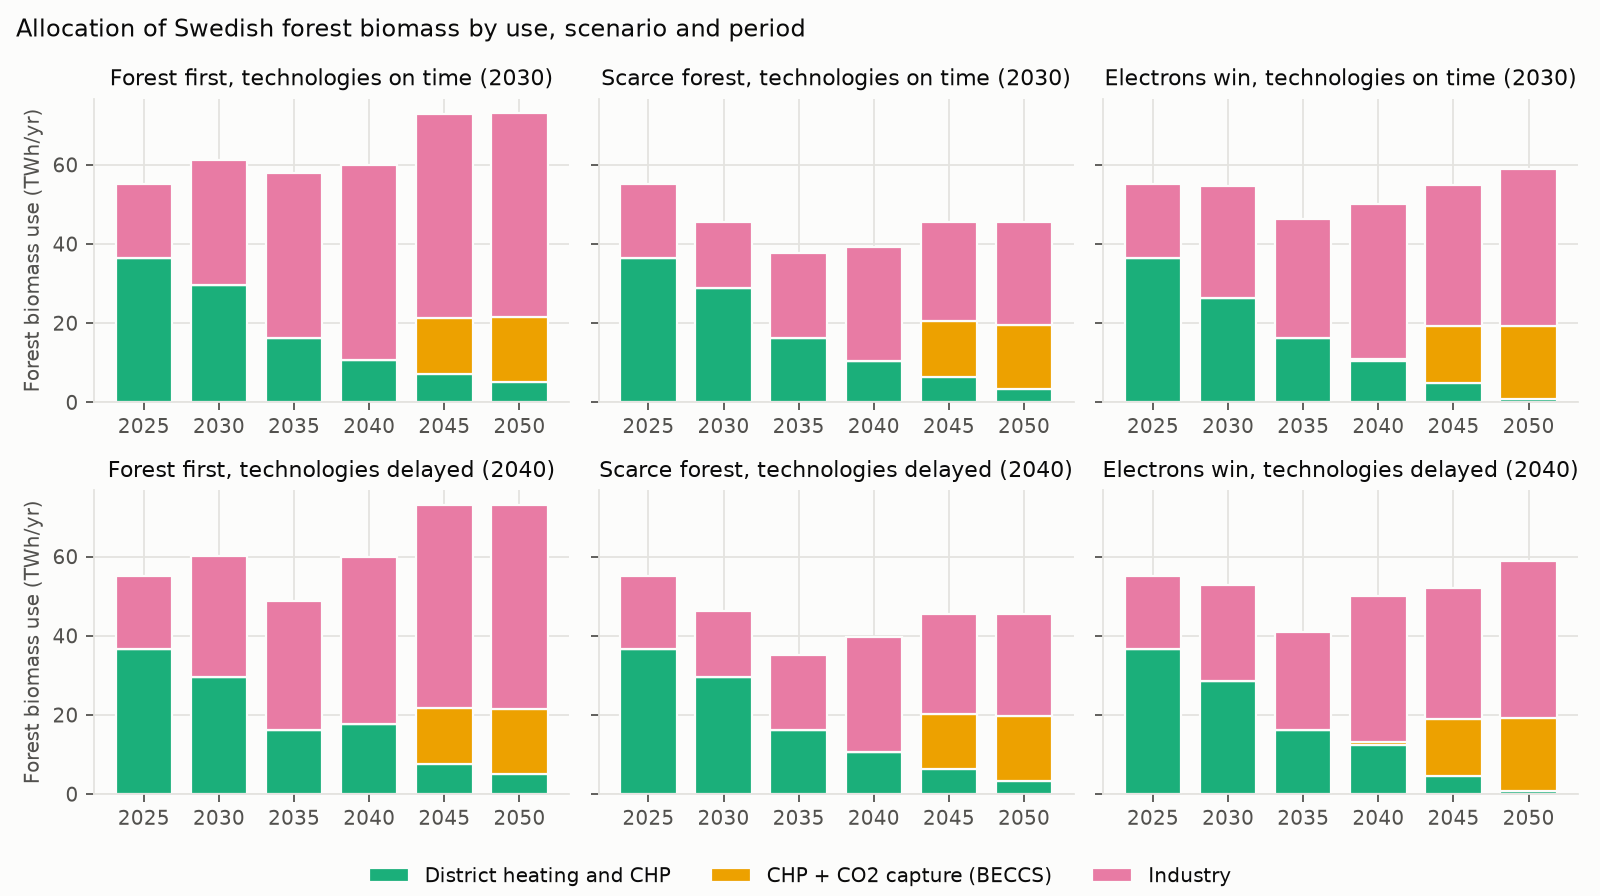 Allocation of Swedish forest biomass by use, scenario and period
Forest first, technologies on time (2030)
Scarce forest, technologies on time (2030)
Electrons win, technologies on time (2030)
Forest biomass use (TWh/yr)
60
40
20
0
2025 2030 2035 2040 2045 2050
2025 2030 2035 2040 2045 2050
2025 2030 2035 2040 2045 2050
Forest first, technologies delayed (2040)
Scarce forest, technologies delayed (2040)
Electrons win, technologies delayed (2040)
Forest biomass use (TWh/yr)
60
40
20
0
2025 2030 2035 2040 2045 2050
2025 2030 2035 2040 2045 2050
2025 2030 2035 2040 2045 2050
District heating and CHP
CHP + CO2 capture (BECCS)
Industry